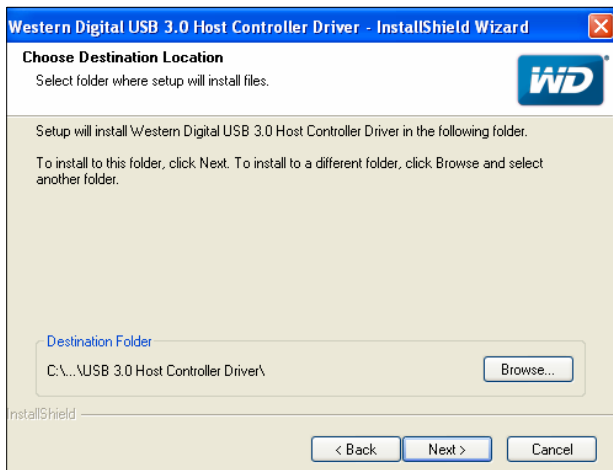 Western Digital USB 3.0 Host Controller Driver - InstallShield Wizard
Choose Destination Location
Select folder where setup will install files.
WD
Setup will install Western Digital USB 3.0 Host Controller Driver in the following folder.
To install to this folder, click Next. To install to a different folder, click Browse and select
another folder.
Destination Folder
C:\...\USB 3.0 Host Controller Driver\
Browse...
InstallShield
< Back
Next >
Cancel